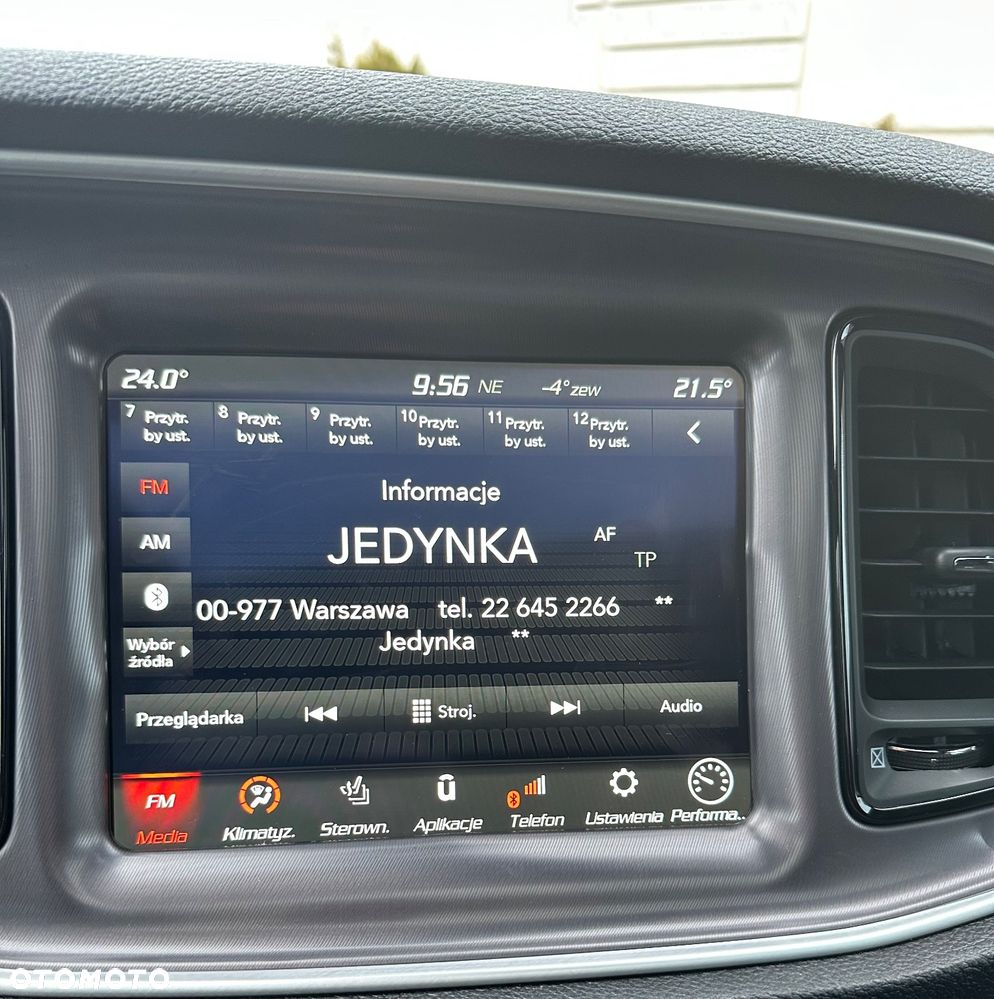 24.0° 9:56 NE -4° zew 21.5°
7 Przytr. by ust. 8 Przytr. by ust. 9 Przytr. by ust. 10 Przytr. by ust. 11 Przytr. by ust. 12 Przytr. by ust.
FM
Informacje
AM
JEDYNKA AF
TP
00-977 Warszawa tel. 22 645 2266 **
Jedynka **
Wybór
źródła
Przeglądarka Stroj. Audio
FM
Media Klimatyz. Sterown. Aplikacje Telefon Ustawienia Performa..
OTOMOTO